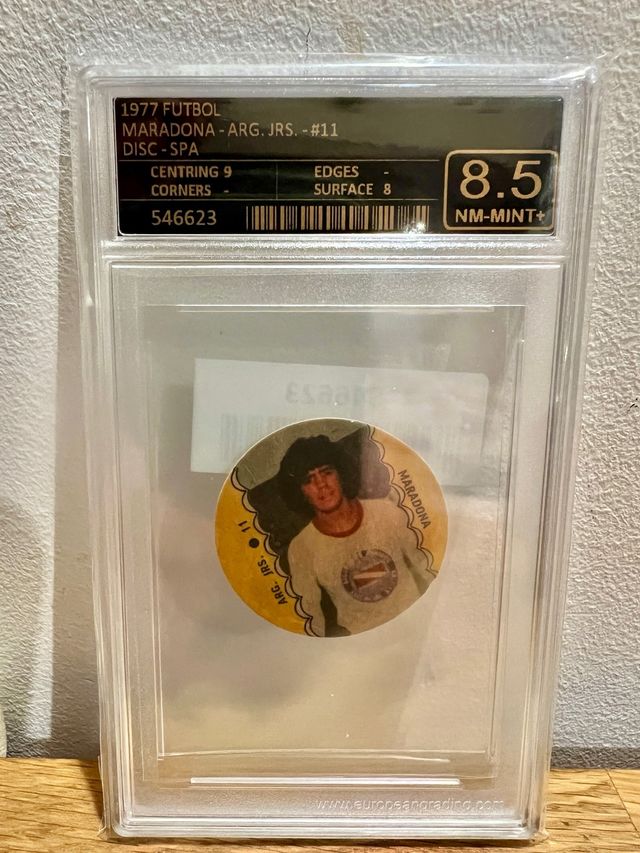 1977 FUTBOL
MARADONA - ARG. JRS. - #11
DISC - SPA
CENTRING 9 EDGES -
CORNERS - SURFACE 8
8.5
NM-MINT+
546623
MARADONA
ARG. JRS. ● 11
www.europeangrading.com